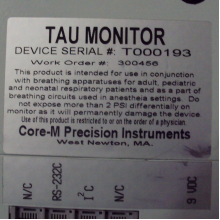 TAU MONITOR
DEVICE SERIAL #: T000193
Work Order #: 300456
This product is intended for use in conjunction
with breathing apparatuses for adult, pediatric
and neonatal respiratory patients and as a part of
breathing circuits used in anaesthesia settings. Do
not expose more than 2 PSI differentially on
monitor as it will permanently damage the device
Use of this product is restricted to or on the order of a physician.
Core-M Precision Instruments
West Newton, MA.
N/C
RS-232C
I²C
N/C
9 VDC